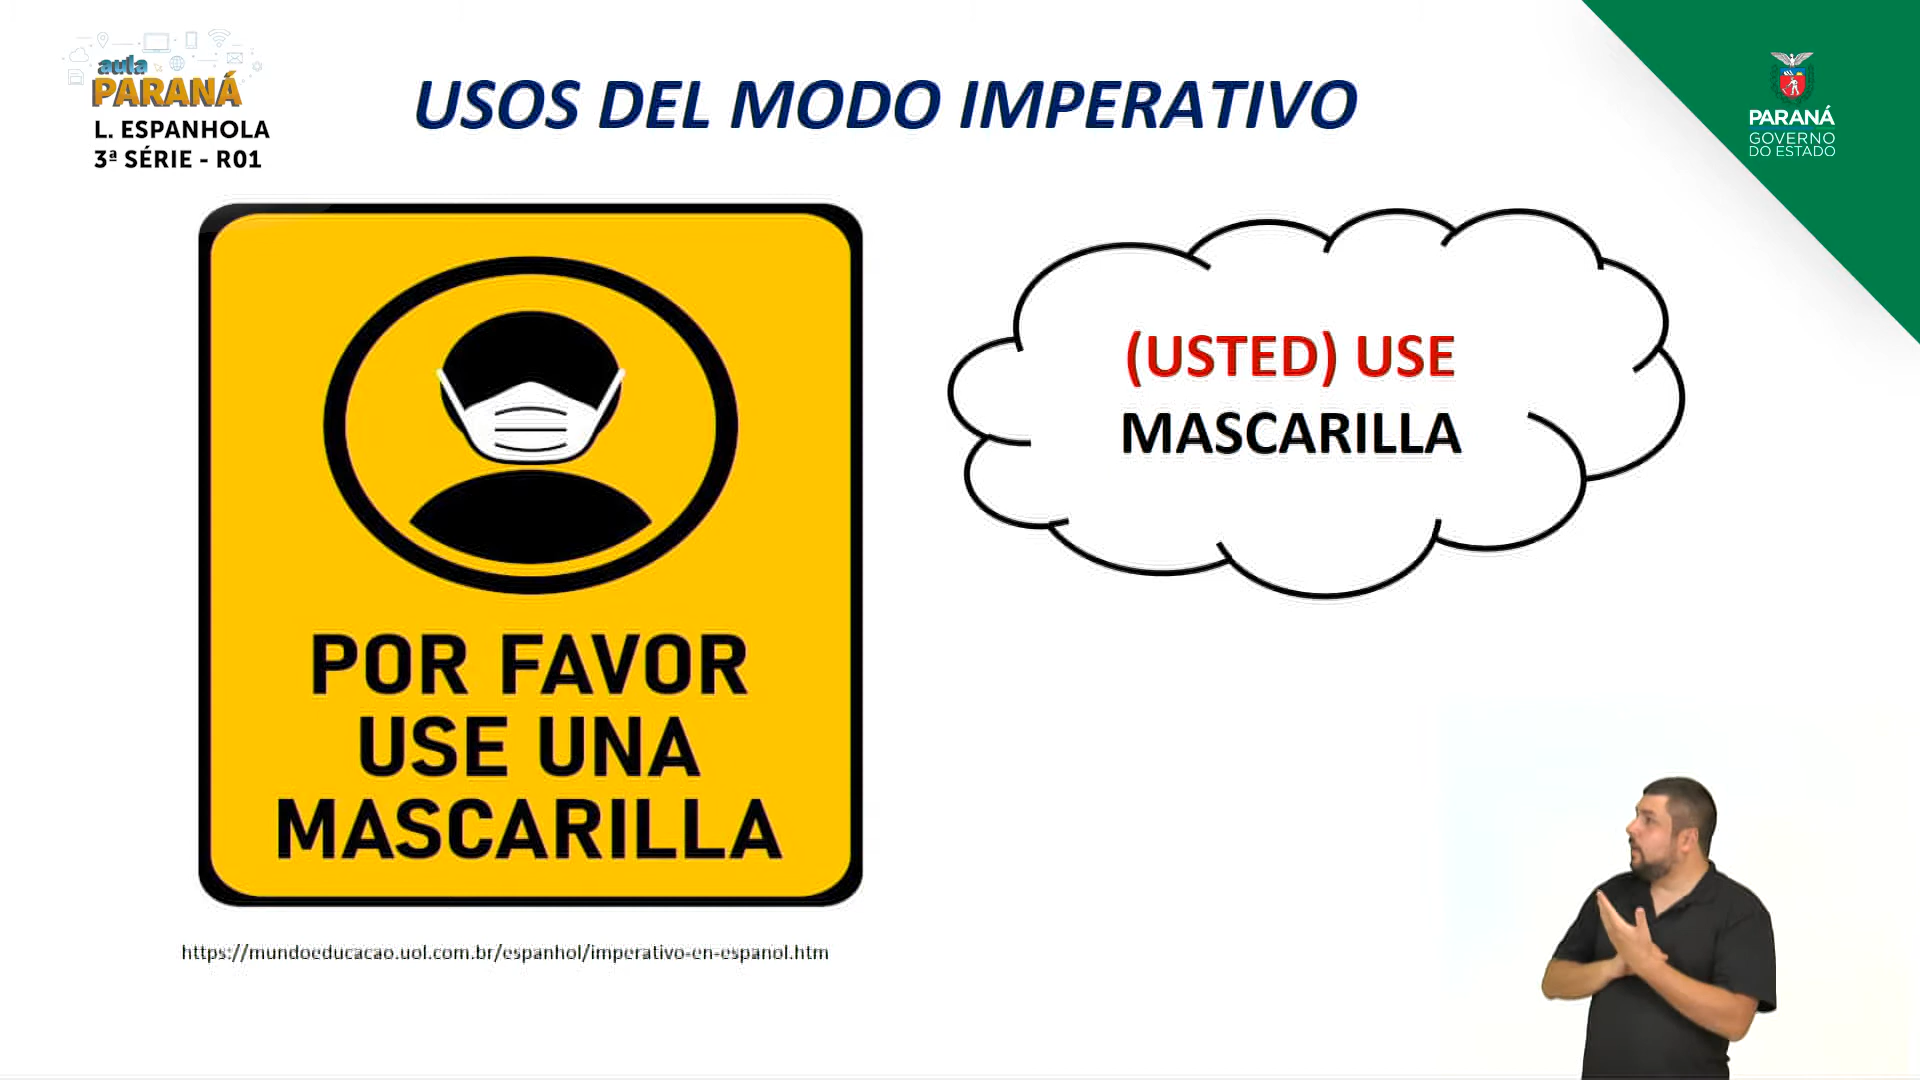 aula
PARANÁ
L. ESPANHOLA
3ª SÉRIE - R01
USOS DEL MODO IMPERATIVO
PARANÁ
GOVERNO
DO ESTADO
POR FAVOR
USE UNA
MASCARILLA
(USTED) USE
MASCARILLA
https://mundoeducacao.uol.com.br/espanhol/imperativo-en-espanol.htm